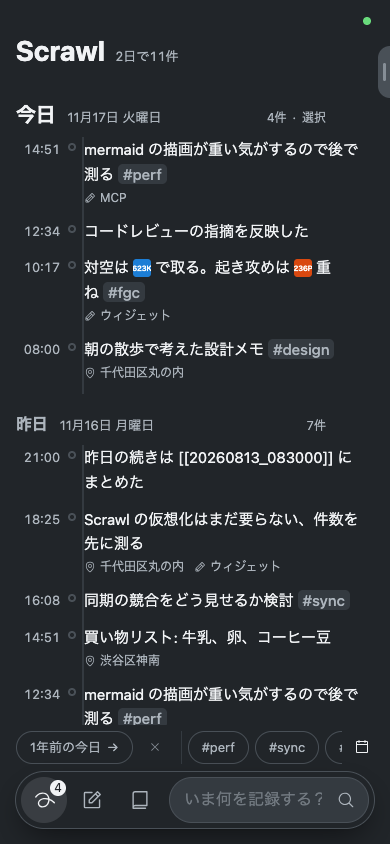 Scrawl 2日で11件
今日 11月17日 火曜日 4件 · 選択
14:51 mermaid の描画が重い気がするので後で
測る #perf
MCP
12:34 コードレビューの指摘を反映した
10:17 対空は 623K で取る。起き攻めは 236P 重
ね #fgc
ウィジェット
08:00 朝の散歩で考えた設計メモ #design
千代田区丸の内
昨日 11月16日 月曜日 7件
21:00 昨日の続きは [[20260813_083000]] に
まとめた
18:25 Scrawl の仮想化はまだ要らない、件数を
先に測る
千代田区丸の内 ウィジェット
16:08 同期の競合をどう見せるか検討 #sync
14:51 買い物リスト: 牛乳、卵、コーヒー豆
渋谷区神南
12:34 mermaid の描画が重い気がするので後で
測る #perf
1年前の今日 → × #perf #sync
4 いま何を記録する?